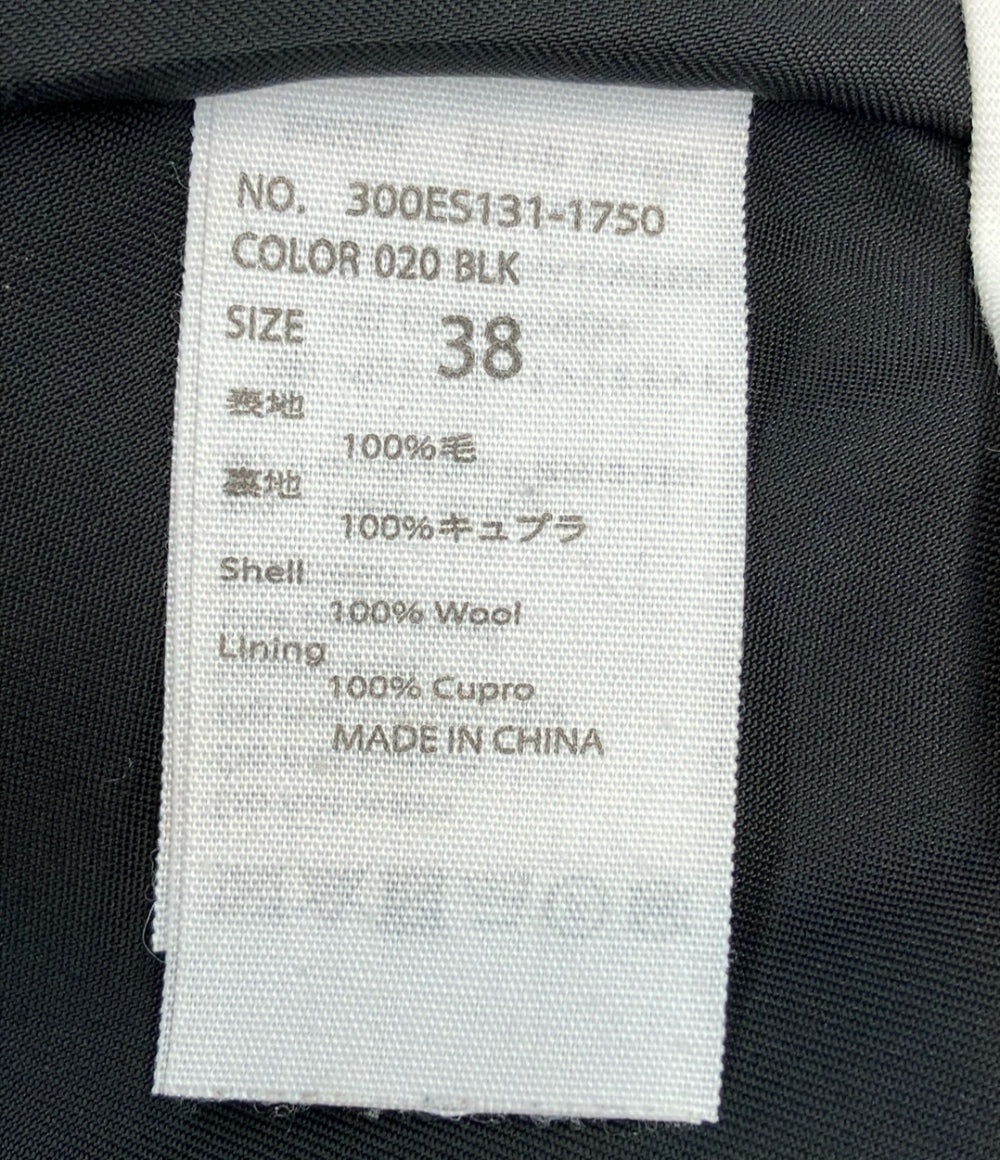 NO. 300ES131-1750
COLOR 020 BLK
SIZE 38
表地
100%毛
裏地
100%キュプラ
Shell
100% Wool
Lining
100% Cupro
MADE IN CHINA